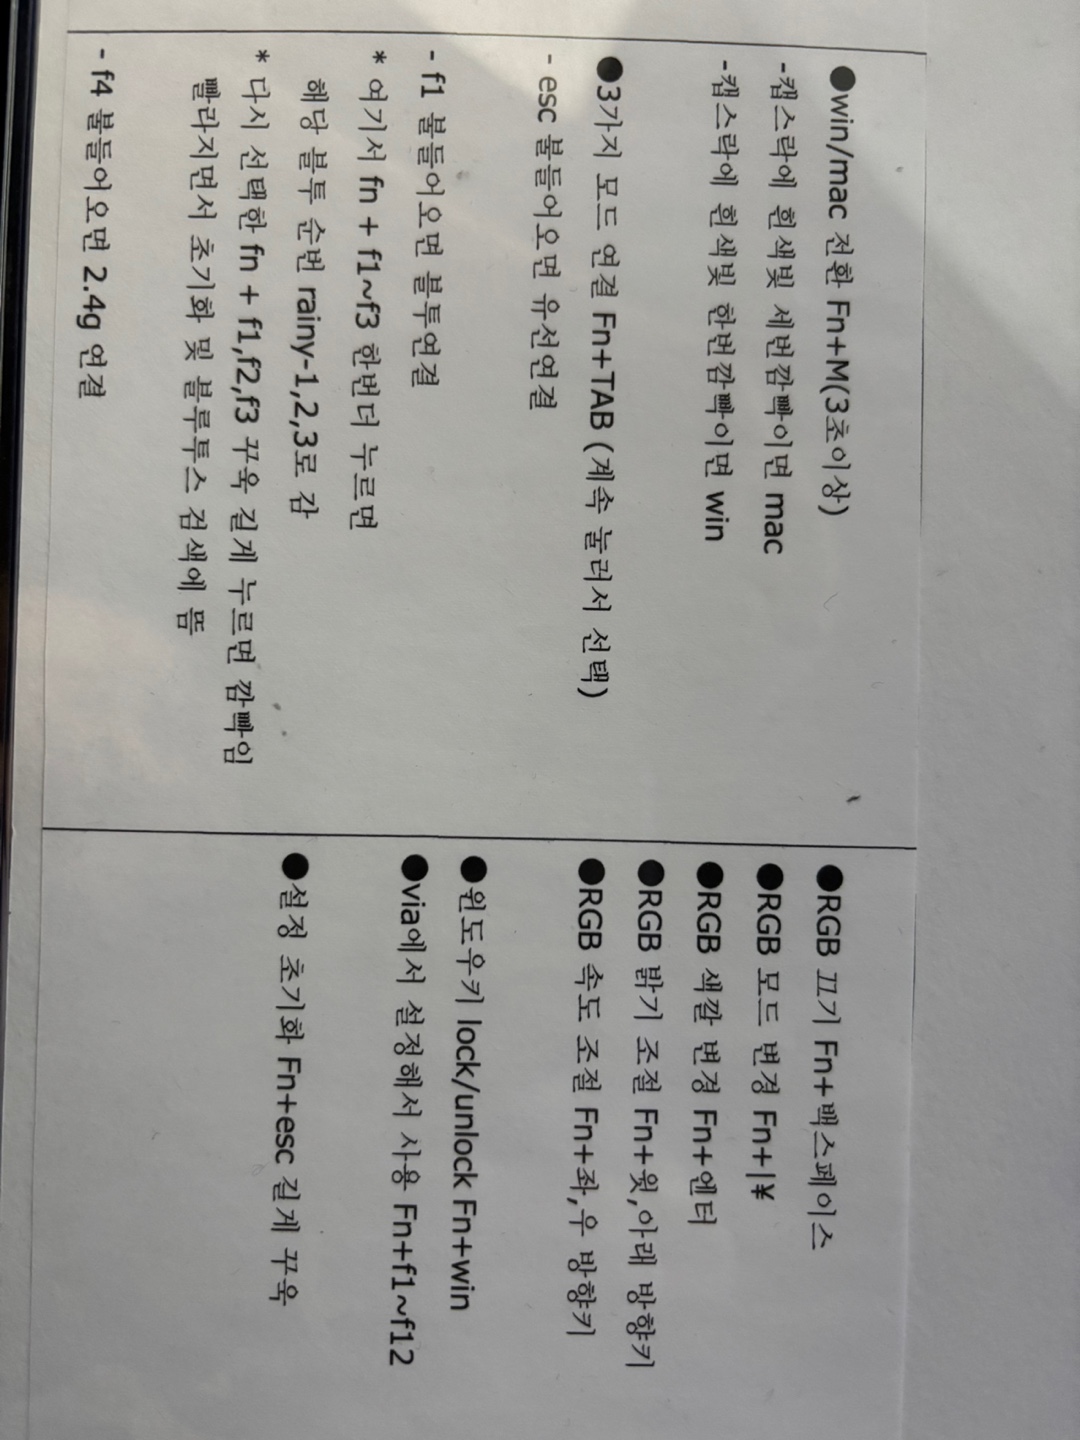 ●win/mac 전환 Fn+M(3초이상)
-캡스락에 흰색빛 세번깜빡이면 mac
-캡스락에 흰색빛 한번깜빡이면 win
●3가지 모드 연결 Fn+TAB (계속 눌러서 선택)
- esc 불들어오면 유선연결
- f1 불들어오면 블투연결
* 여기서 fn + f1~f3 한번더 누르면
해당 블투 순번 rainy-1,2,3로 감
* 다시 선택한 fn + f1,f2,f3 꾸욱 길게 누르면 깜빡임
빨라지면서 초기화 및 블루투스 검색에 뜸
- f4 불들어오면 2.4g 연결
●RGB 끄기 Fn+백스페이스
●RGB 모드 변경 Fn+|¥
●RGB 색깔 변경 Fn+엔터
●RGB 밝기 조절 Fn+윗,아래 방향키
●RGB 속도 조절 Fn+좌,우 방향키
●윈도우키 lock/unlock Fn+win
●via에서 설정해서 사용 Fn+f1~f12
●설정 초기화 Fn+esc 길게 꾸욱